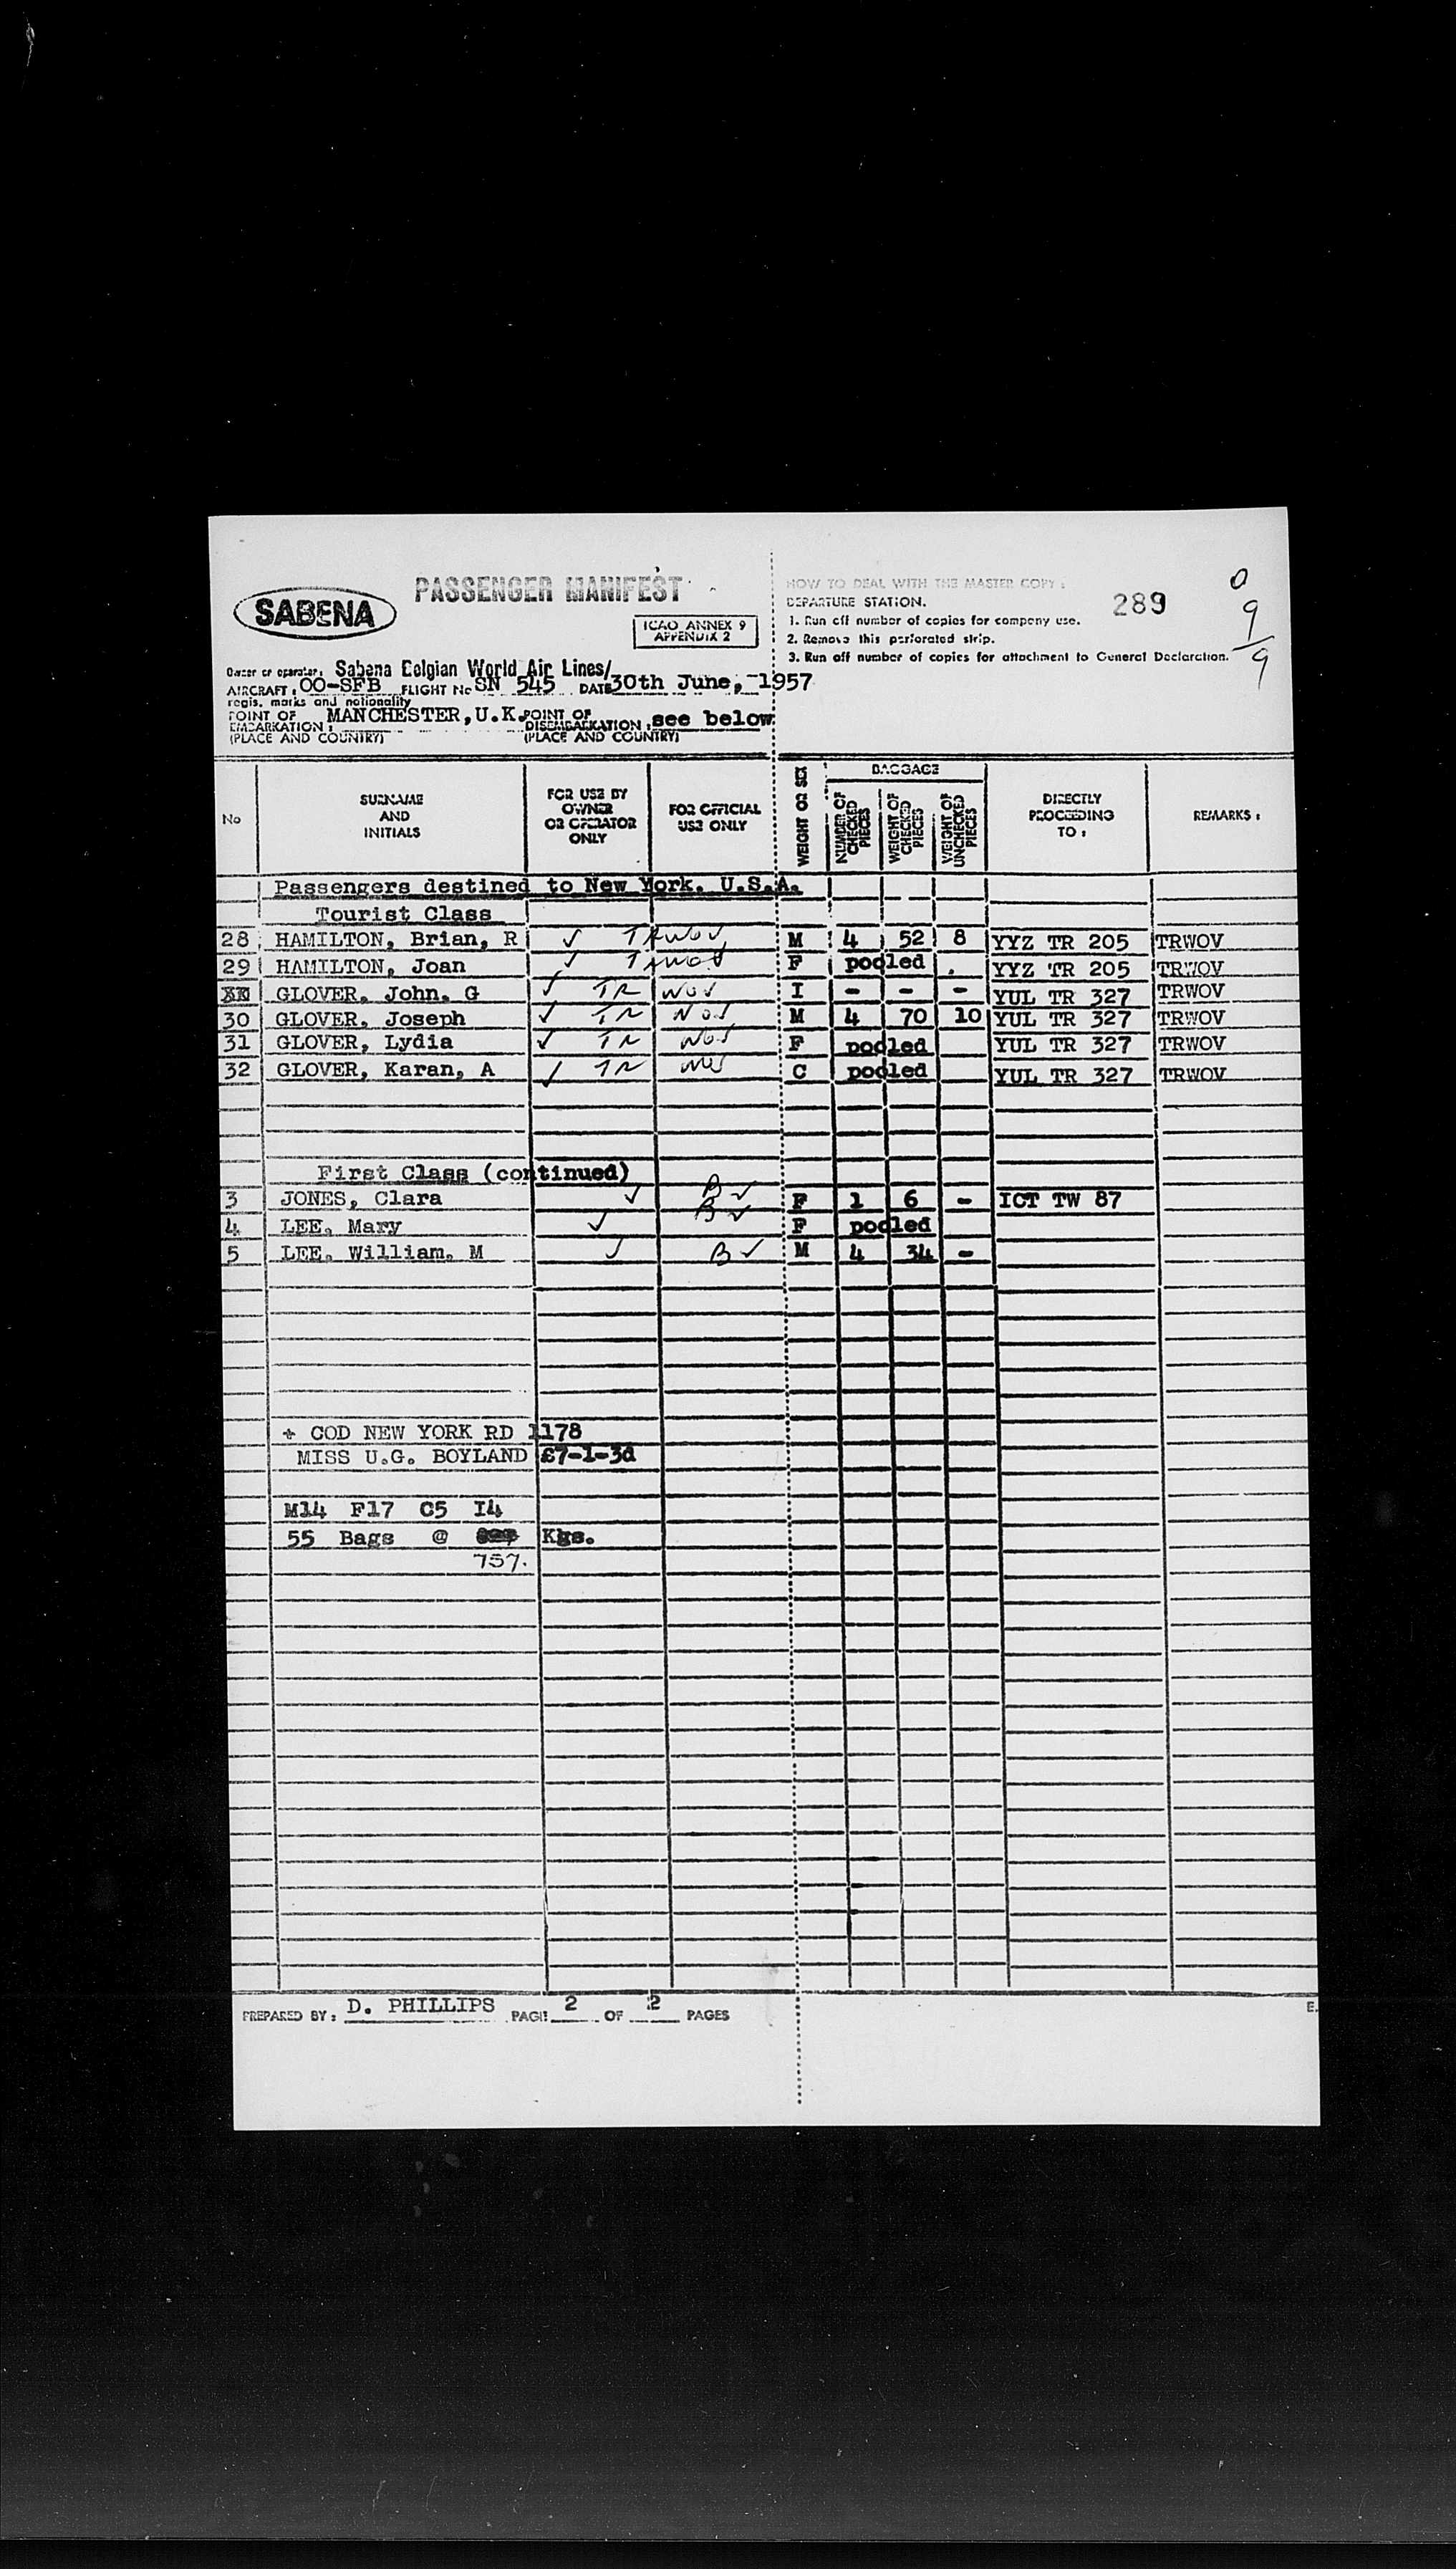 SABENA
PASSENGER MANIFEST
ICAO ANNEX 9
APPENDIX 2
HOW TO DEAL WITH THE MASTER COPY :
DEPARTURE STATION.
1. Run off number of copies for company use.
2. Remove this perforated strip.
3. Run off number of copies for attachment to General Declaration.
289
0
9
9
Owner or operator: Sabena Belgian World Air Lines/
AIRCRAFT: OO-SFB FLIGHT No SN 545 DATE 30th June, 1957
regis. marks and nationality
POINT OF EMBARKATION : MANCHESTER, U.K. POINT OF DISEMBARKATION : see below
(PLACE AND COUNTRY) (PLACE AND COUNTRY)
No SURNAME AND INITIALS FOR USE BY OWNER OR OPERATOR ONLY FOR OFFICIAL USE ONLY WEIGHT OR SEX BAGGAGE NUMBER OF CHECKED PIECES WEIGHT OF CHECKED PIECES WEIGHT OF UNCHECKED PIECES DIRECTLY PROCEEDING TO : REMARKS :
Passengers destined to New York. U.S.A.
Tourist Class
28 HAMILTON, Brian, R ✓ TRWOV M 4 52 8 YYZ TR 205 TRWOV
29 HAMILTON, Joan ✓ TRWOV F pooled YYZ TR 205 TRWOV
XX GLOVER, John. G ✓ TR WOV I - - - YUL TR 327 TRWOV
30 GLOVER, Joseph ✓ TR WOV M 4 70 10 YUL TR 327 TRWOV
31 GLOVER, Lydia ✓ TR WOV F pooled YUL TR 327 TRWOV
32 GLOVER, Karan, A ✓ TR WOV C pooled YUL TR 327 TRWOV
First Class (continued)
3 JONES, Clara ✓ B ✓ F 1 6 - ICT TW 87
4 LEE, Mary ✓ B ✓ F pooled
5 LEE, William, M ✓ B ✓ M 4 34 -
+ COD NEW YORK RD 1178
MISS U.G. BOYLAND £7-1-3d
M14 F17 C5 I4
55 Bags @ Kgs.
757.
PREPARED BY : D. PHILLIPS PAGE 2 OF 2 PAGES
E.